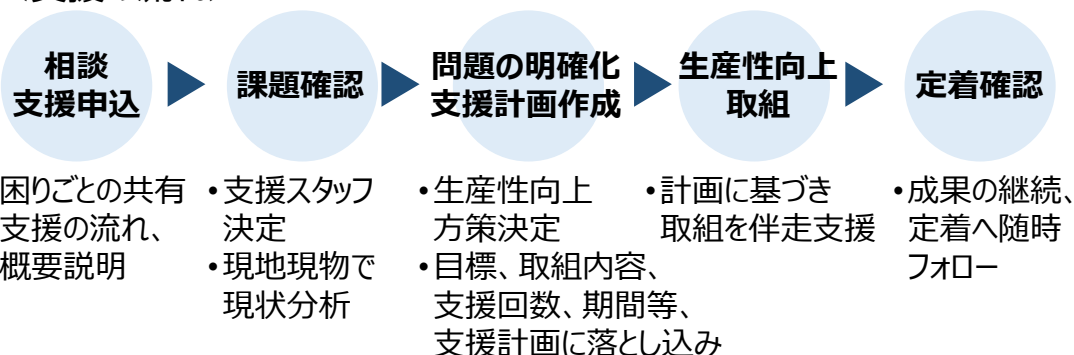 相談
支援申込
課題確認
問題の明確化
支援計画作成
生産性向上
取組
定着確認
困りごとの共有
支援の流れ、
概要説明
•支援スタッフ
決定
•現地現物で
現状分析
•生産性向上
方策決定
•目標、取組内容、
支援回数、期間等、
支援計画に落とし込み
•計画に基づき
取組を伴走支援
•成果の継続、
定着へ随時
フォロー